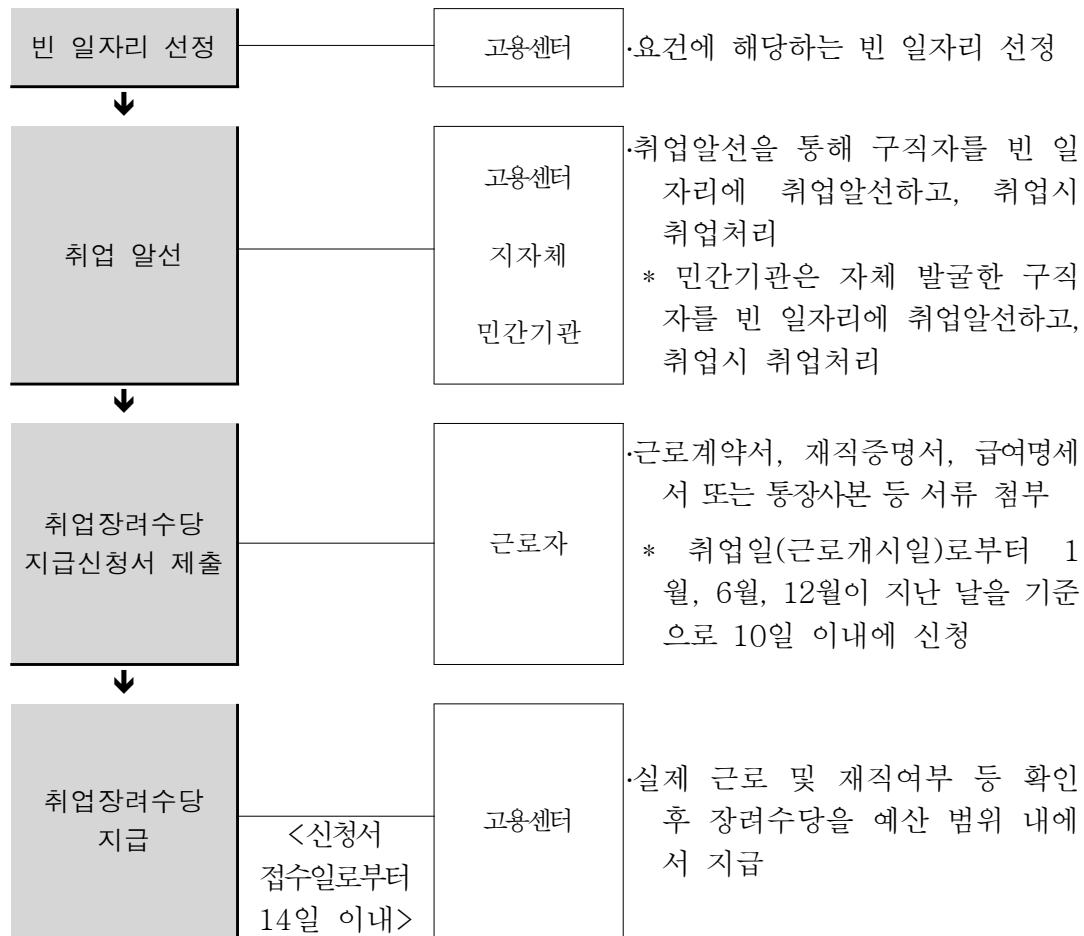 빈 일자리 선정
고용센터
·요건에 해당하는 빈 일자리 선정
취업 알선
고용센터
지자체
민간기관
·취업알선을 통해 구직자를 빈 일
자리에 취업알선하고, 취업시
취업처리
* 민간기관은 자체 발굴한 구직
자를 빈 일자리에 취업알선하고,
취업시 취업처리
취업장려수당
지급신청서 제출
근로자
·근로계약서, 재직증명서, 급여명세
서 또는 통장사본 등 서류 첨부
* 취업일(근로개시일)로부터 1
월, 6월, 12월이 지난 날을 기준
으로 10일 이내에 신청
취업장려수당
지급
<신청서
접수일로부터
14일 이내>
고용센터
·실제 근로 및 재직여부 등 확인
후 장려수당을 예산 범위 내에
서 지급